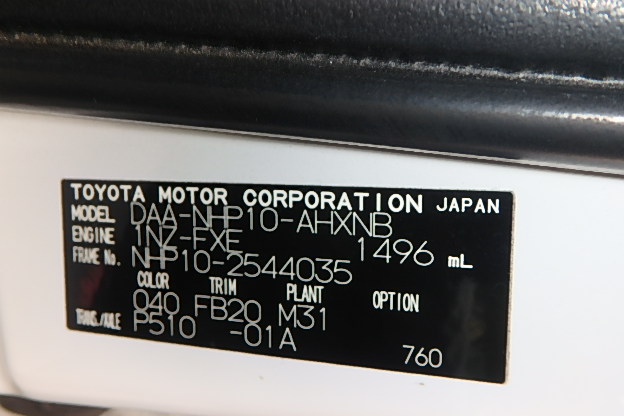 TOYOTA MOTOR CORPORATION JAPAN
MODEL DAA-NHP10-AHXNB
ENGINE 1NZ-FXE 1496 mL
FRAME No. NHP10-2544035
COLOR TRIM PLANT OPTION
040 FB20 M31
TRANS./AXLE P510 -01A
760